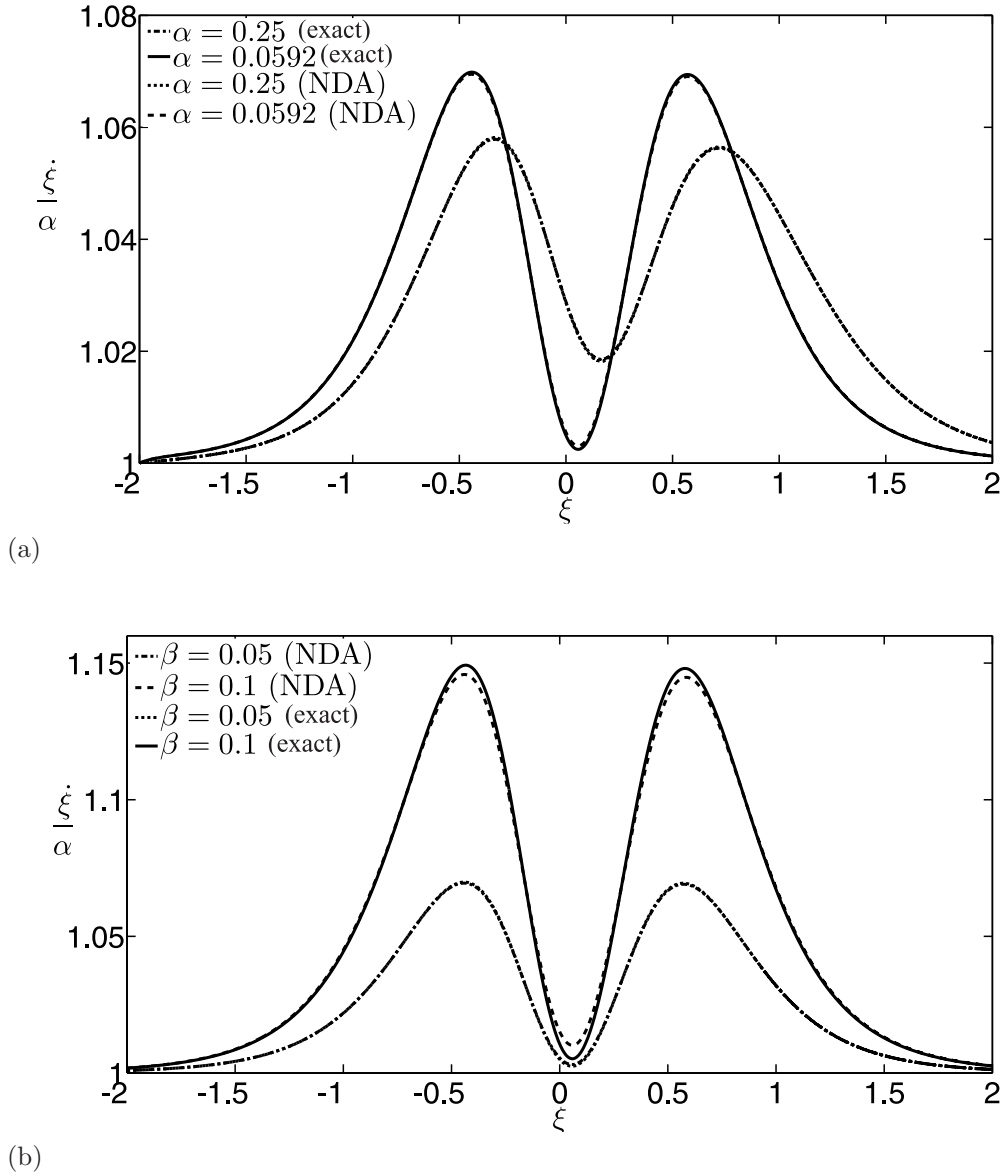 1.08
α = 0.25 (exact)
α = 0.0592 (exact)
α = 0.25 (NDA)
α = 0.0592 (NDA)
1.06
ξ̇
α
1.04
1.02
1
-2 -1.5 -1 -0.5 0 0.5 1 1.5 2
ξ
(a)
β = 0.05 (NDA)
β = 0.1 (NDA)
β = 0.05 (exact)
β = 0.1 (exact)
1.15
1.1
ξ̇
α
1.05
1
-2 -1.5 -1 -0.5 0 0.5 1 1.5 2
ξ
(b)